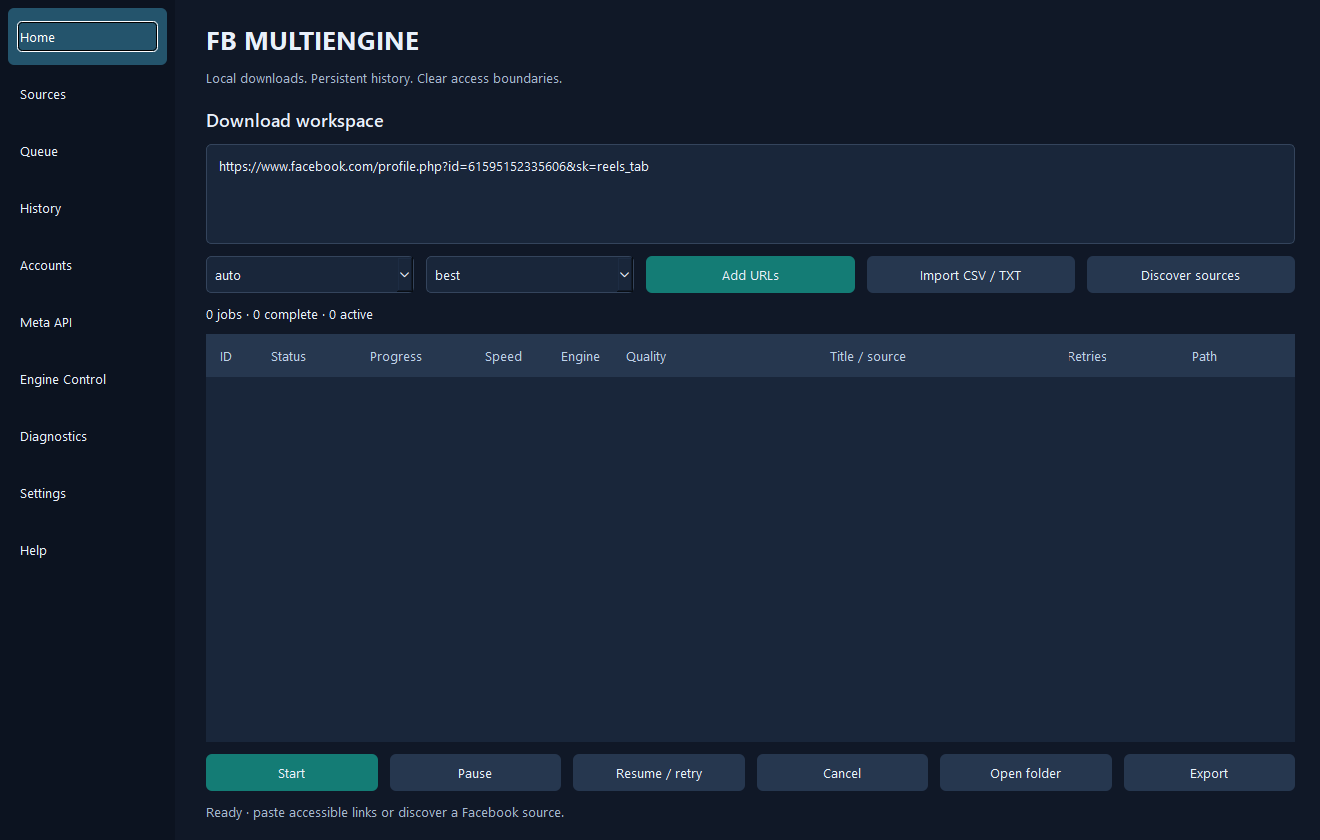 Home
Sources
Queue
History
Accounts
Meta API
Engine Control
Diagnostics
Settings
Help
FB MULTIENGINE
Local downloads. Persistent history. Clear access boundaries.
Download workspace
https://www.facebook.com/profile.php?id=61595152335606&sk=reels_tab
auto best Add URLs Import CSV / TXT Discover sources
0 jobs · 0 complete · 0 active
ID Status Progress Speed Engine Quality Title / source Retries Path
Start Pause Resume / retry Cancel Open folder Export
Ready · paste accessible links or discover a Facebook source.